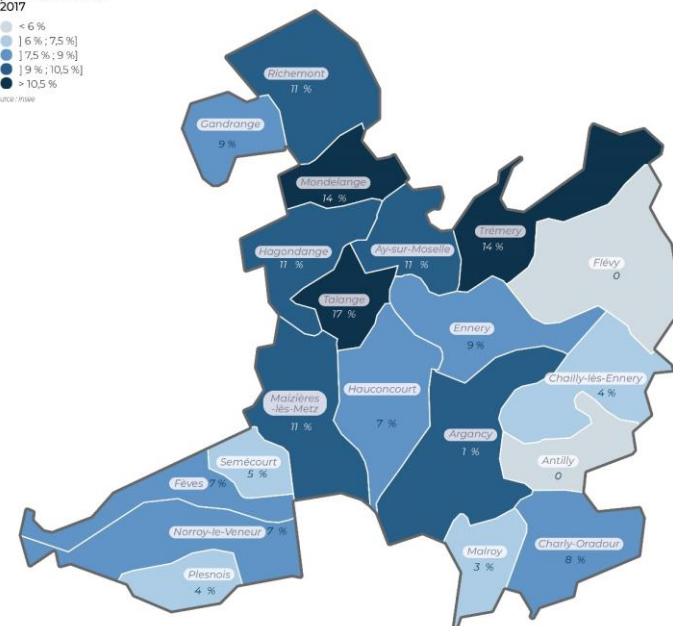 2017
< 6 %
] 6 % ; 7,5 %]
] 7,5 % ; 9 %]
] 9 % ; 10,5 %]
> 10,5 %
: Insee
Richemont
11 %
Gandrange
9 %
Mondelange
14 %
Trémery
14 %
Hagondange
11 %
Ay-sur-Moselle
11 %
Flévy
0
Talange
17 %
Ennery
9 %
Chailly-lès-Ennery
4 %
Hauconcourt
7 %
Maizières
-lès-Metz
11 %
Argancy
1 %
Semécourt
5 %
Antilly
0
Fèves 7 %
Norroy-le-Veneur 7 %
Malroy
3 %
Charly-Oradour
8 %
Plesnois
4 %